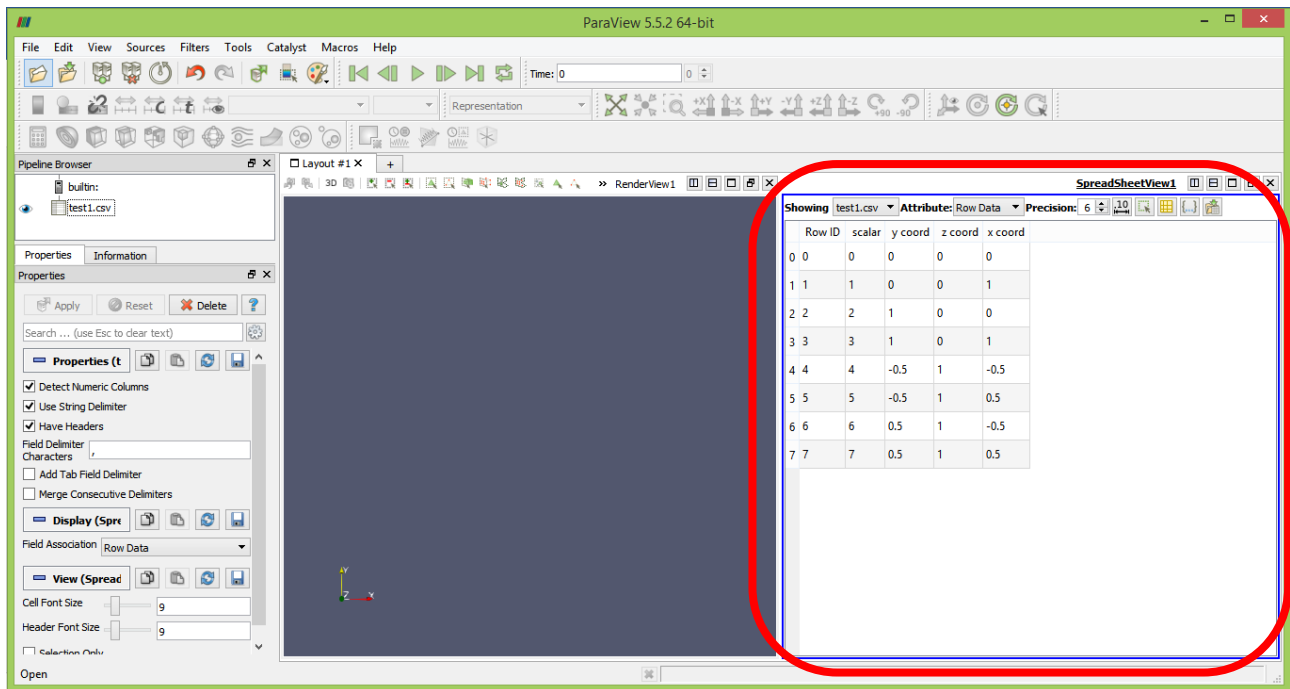 ParaView 5.5.2 64-bit
File Edit View Sources Filters Tools Catalyst Macros Help
Time: 0 0
Representation
+X -X +Y -Y +Z -Z +90 -90
Pipeline Browser
builtin:
test1.csv
Properties Information
Properties
Apply Reset Delete ?
Search ... (use Esc to clear text)
Properties (t
Detect Numeric Columns
Use String Delimiter
Have Headers
Field Delimiter
Characters ,
Add Tab Field Delimiter
Merge Consecutive Delimiters
Display (Spre
Field Association Row Data
View (Spread
Cell Font Size 9
Header Font Size 9
Selection Only
Layout #1 X +
3D » RenderView1
Y
Z X
SpreadSheetView1
Showing test1.csv Attribute: Row Data Precision: 6 .10 {...}
Row ID scalar y coord z coord x coord
0 0 0 0 0 0
1 1 1 0 0 1
2 2 2 1 0 0
3 3 3 1 0 1
4 4 4 -0.5 1 -0.5
5 5 5 -0.5 1 0.5
6 6 6 0.5 1 -0.5
7 7 7 0.5 1 0.5
Open